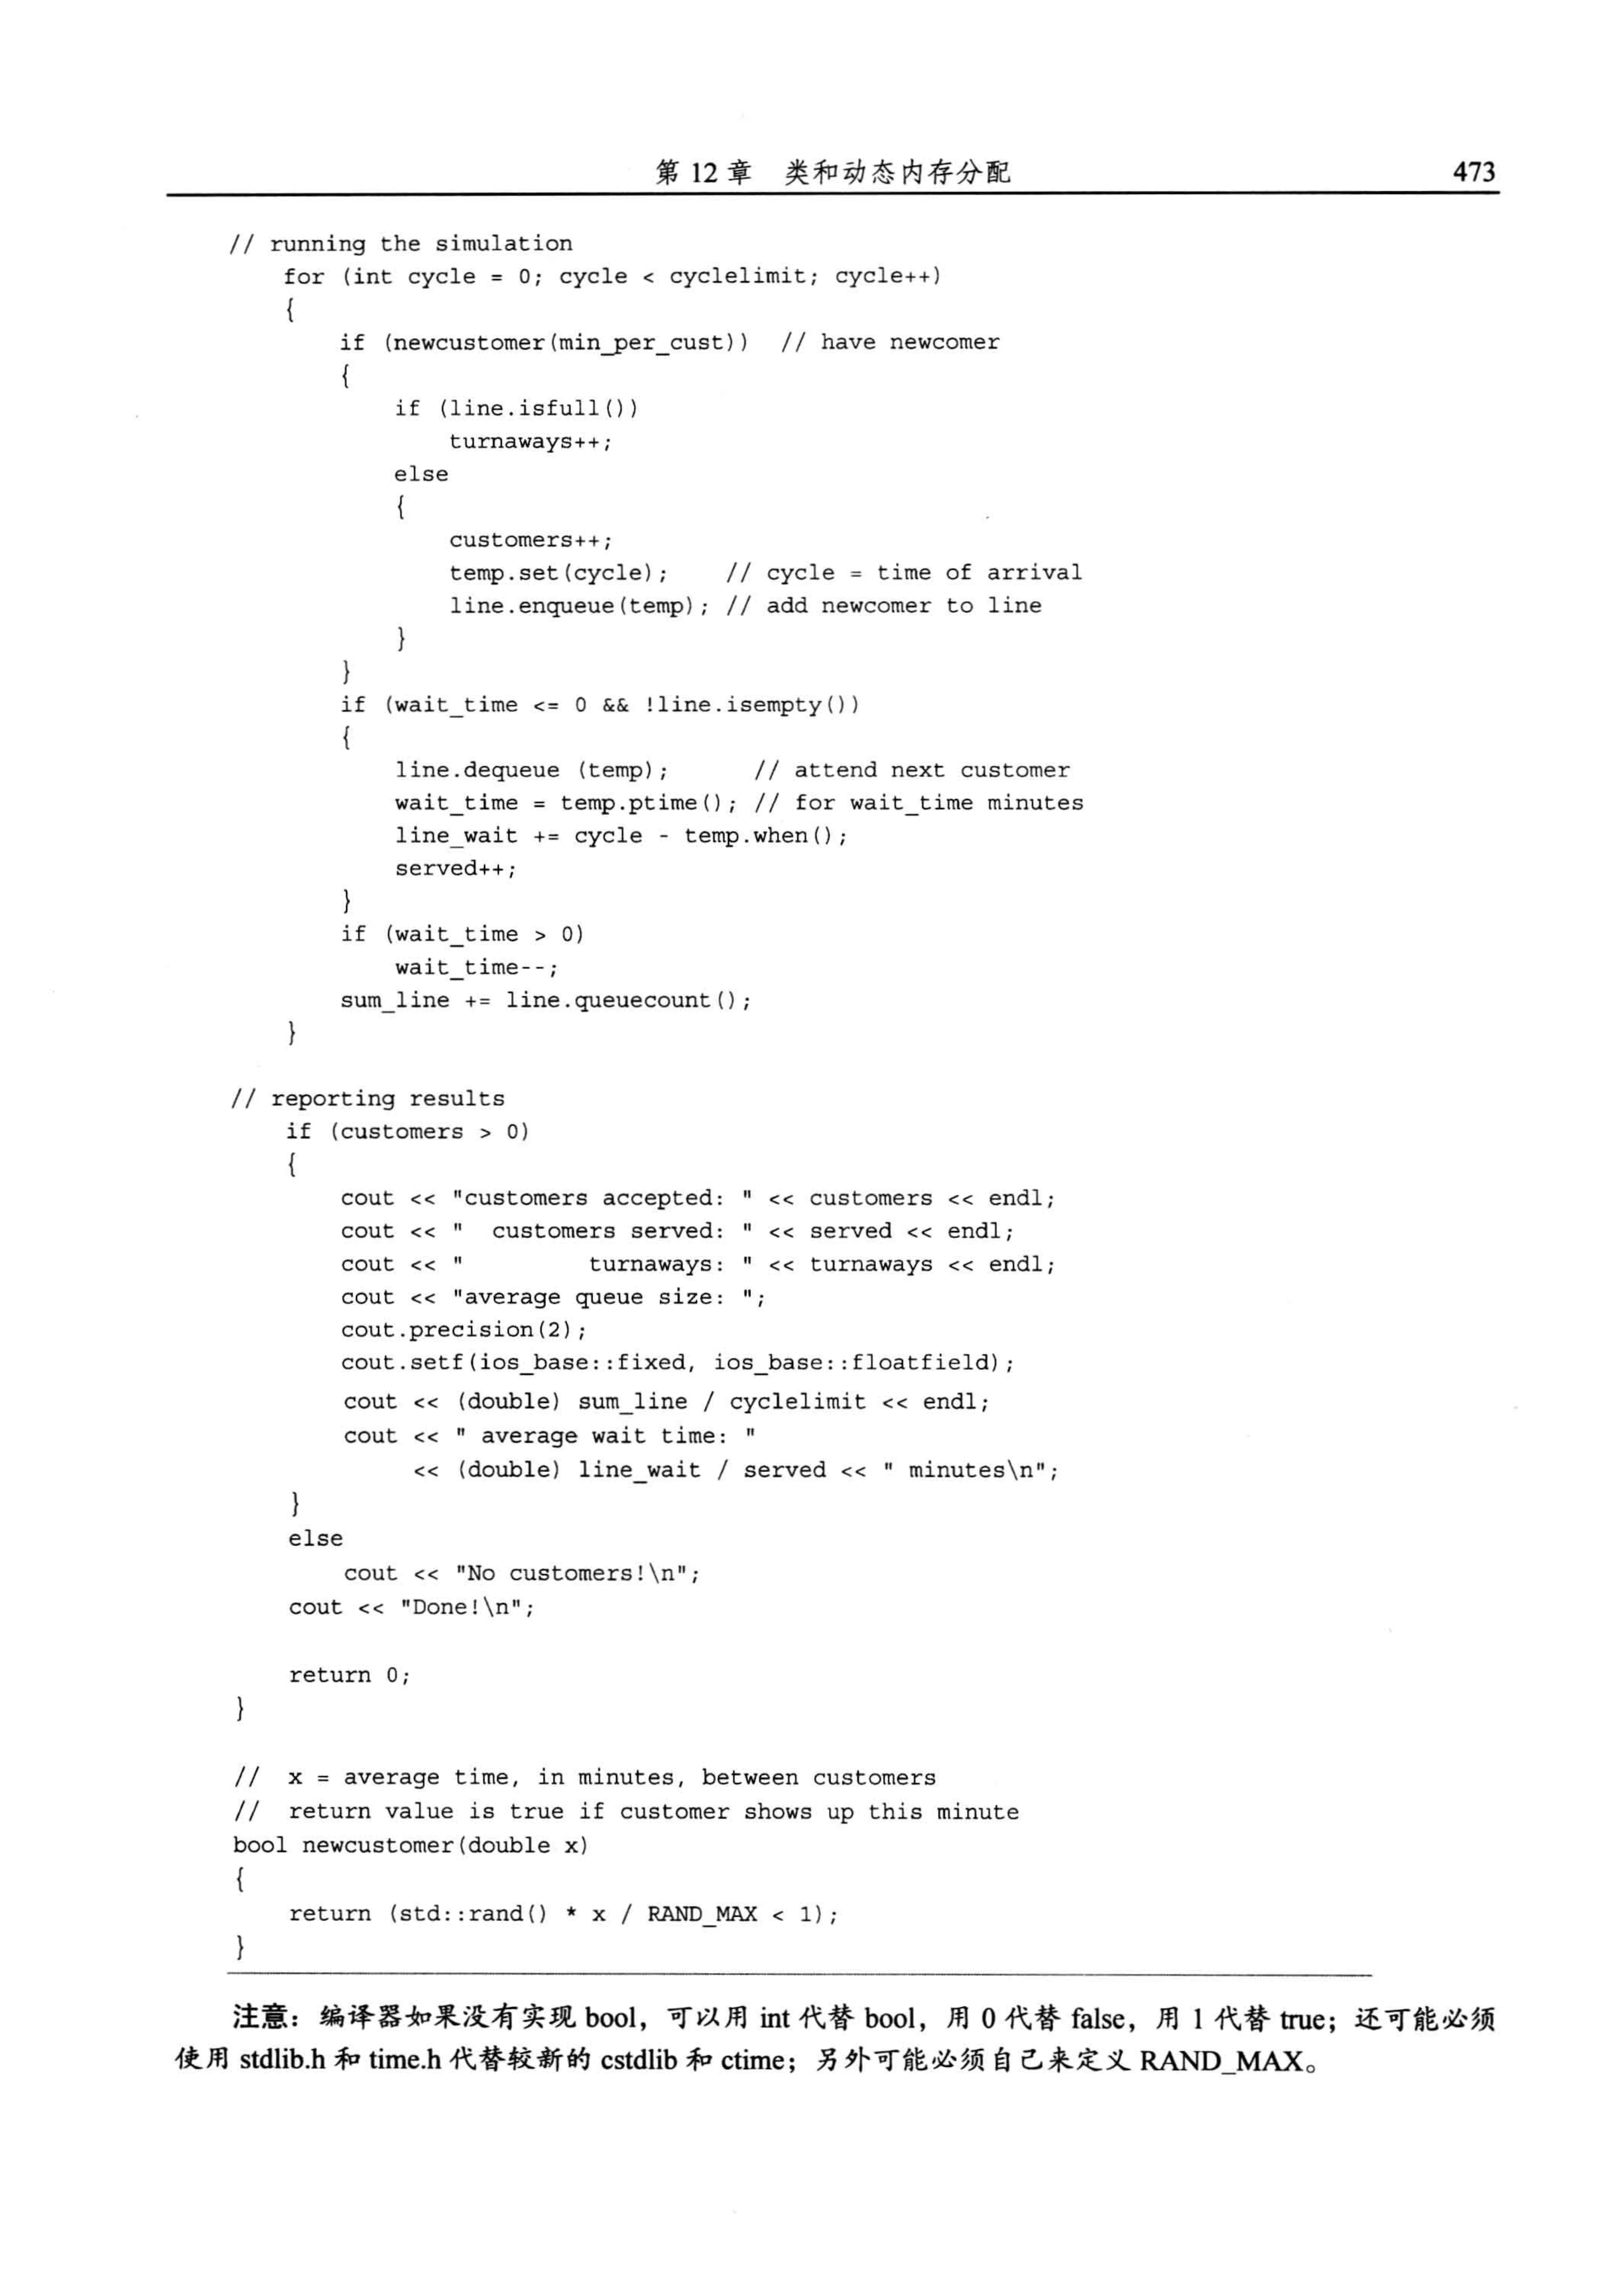 第 12 章 类和动态内存分配 473
// running the simulation
    for (int cycle = 0; cycle < cyclelimit; cycle++)
    {
        if (newcustomer(min_per_cust))  // have newcomer
        {
            if (line.isfull())
                turnaways++;
            else
            {
                customers++;
                temp.set(cycle);    // cycle = time of arrival
                line.enqueue(temp); // add newcomer to line
            }
        }
        if (wait_time <= 0 && !line.isempty())
        {
            line.dequeue (temp);      // attend next customer
            wait_time = temp.ptime(); // for wait_time minutes
            line_wait += cycle - temp.when();
            served++;
        }
        if (wait_time > 0)
            wait_time--;
        sum_line += line.queuecount();
    }
// reporting results
    if (customers > 0)
    {
        cout << "customers accepted: " << customers << endl;
        cout << "  customers served: " << served << endl;
        cout << "         turnaways: " << turnaways << endl;
        cout << "average queue size: ";
        cout.precision(2);
        cout.setf(ios_base::fixed, ios_base::floatfield);
        cout << (double) sum_line / cyclelimit << endl;
        cout << " average wait time: "
             << (double) line_wait / served << " minutes\n";
    }
    else
        cout << "No customers!\n";
    cout << "Done!\n";
    return 0;
}
//  x = average time, in minutes, between customers
//  return value is true if customer shows up this minute
bool newcustomer(double x)
{
    return (std::rand() * x / RAND_MAX < 1);
}
注意：编译器如果没有实现 bool，可以用 int 代替 bool，用 0 代替 false，用 1 代替 true；还可能必须
使用 stdlib.h 和 time.h 代替较新的 cstdlib 和 ctime；另外可能必须自己来定义 RAND_MAX。